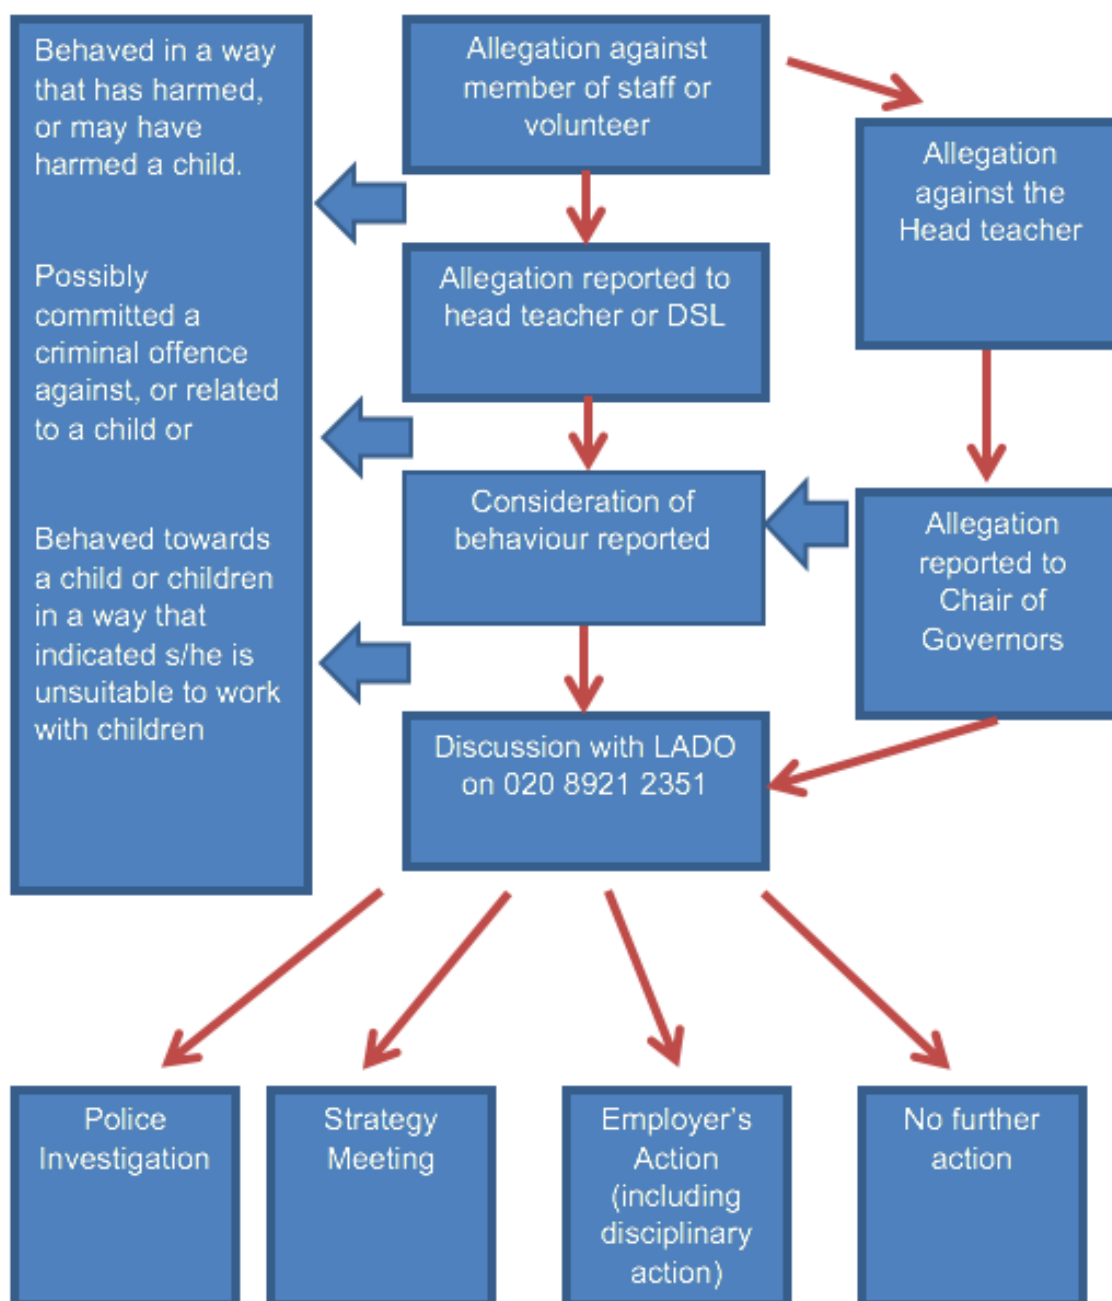 Behaved in a way
that has harmed,
or may have
harmed a child.
Possibly
committed a
criminal offence
against, or related
to a child or
Behaved towards
a child or children
in a way that
indicated s/he is
unsuitable to work
with children
Allegation against
member of staff or
volunteer
Allegation
against the
Head teacher
Allegation reported to
head teacher or DSL
Consideration of
behaviour reported
Allegation
reported to
Chair of
Governors
Discussion with LADO
on 020 8921 2351
Police
Investigation
Strategy
Meeting
Employer's
Action
(including
disciplinary
action)
No further
action